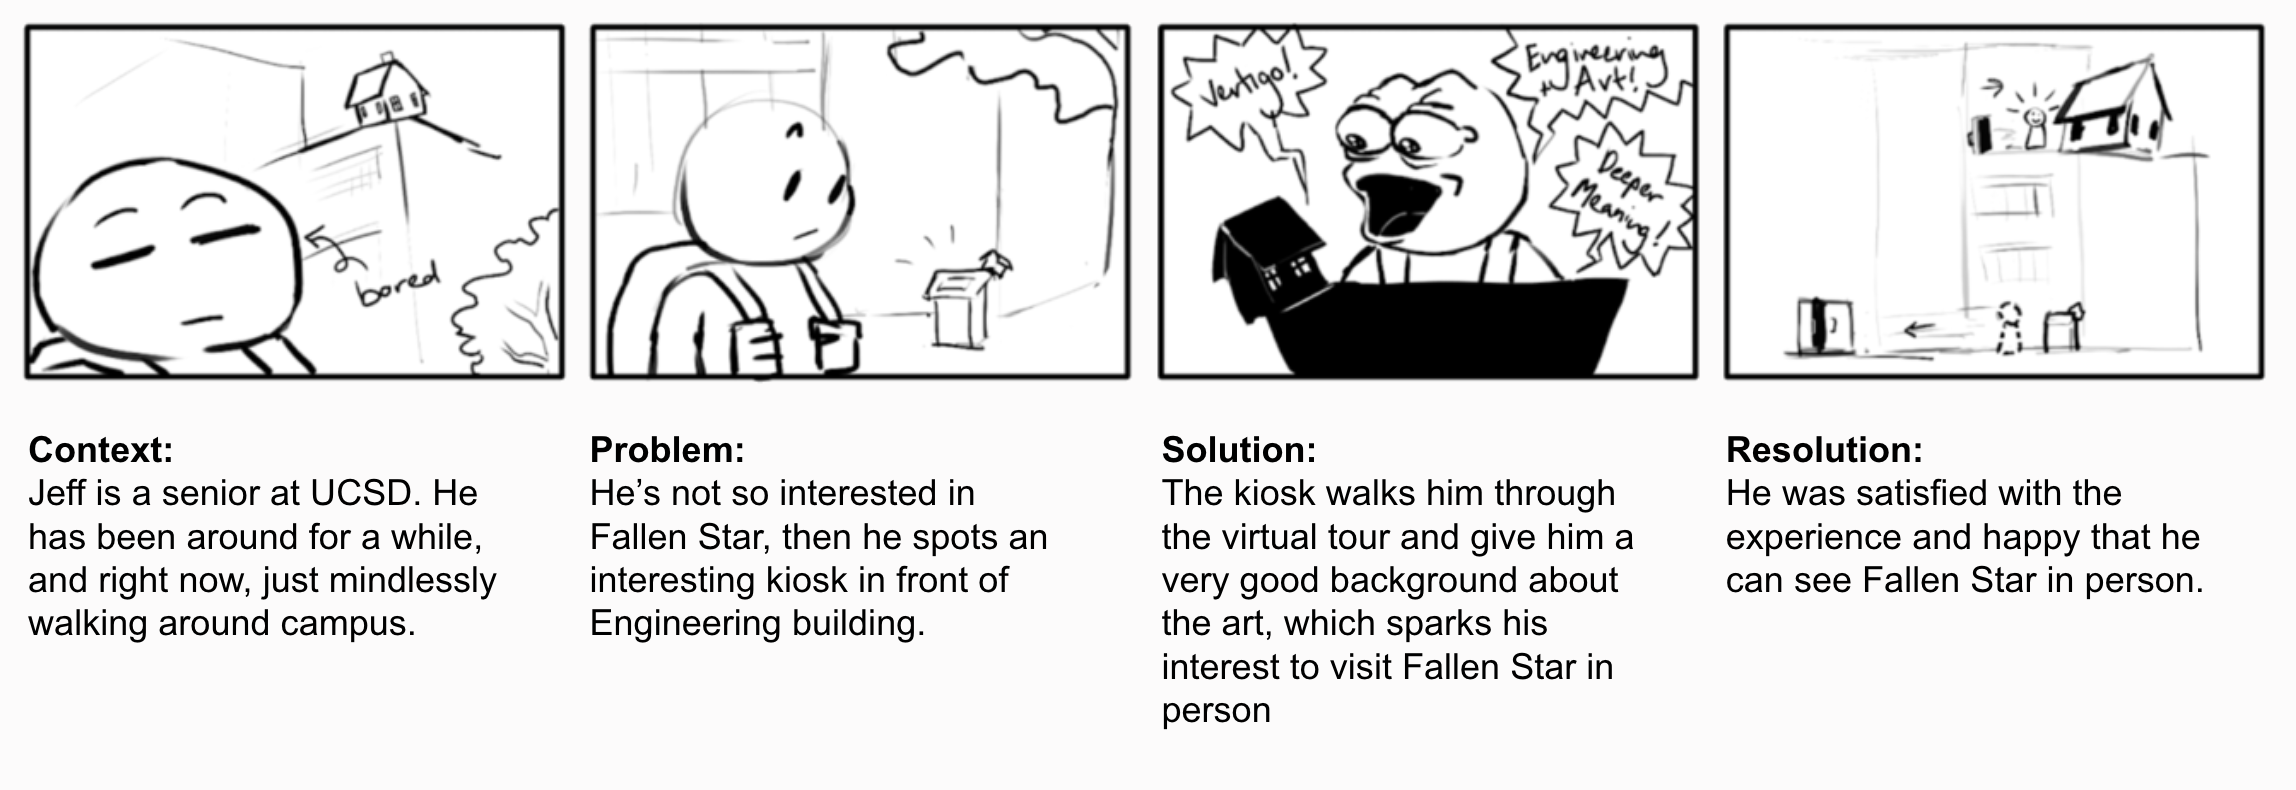 bored
Vertigo!
Engineering
+ Art!
Deeper
Meaning!
Context:
Jeff is a senior at UCSD. He
has been around for a while,
and right now, just mindlessly
walking around campus.
Problem:
He’s not so interested in
Fallen Star, then he spots an
interesting kiosk in front of
Engineering building.
Solution:
The kiosk walks him through
the virtual tour and give him a
very good background about
the art, which sparks his
interest to visit Fallen Star in
person
Resolution:
He was satisfied with the
experience and happy that he
can see Fallen Star in person.